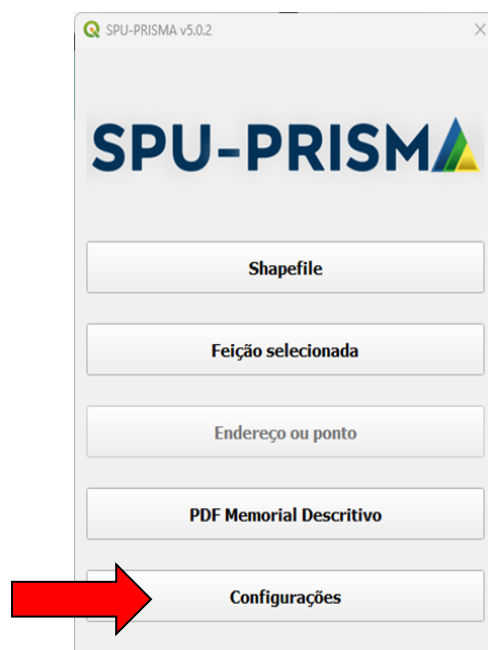 SPU-PRISMA v5.0.2
SPU-PRISMA
Shapefile
Feição selecionada
Endereço ou ponto
PDF Memorial Descritivo
Configurações